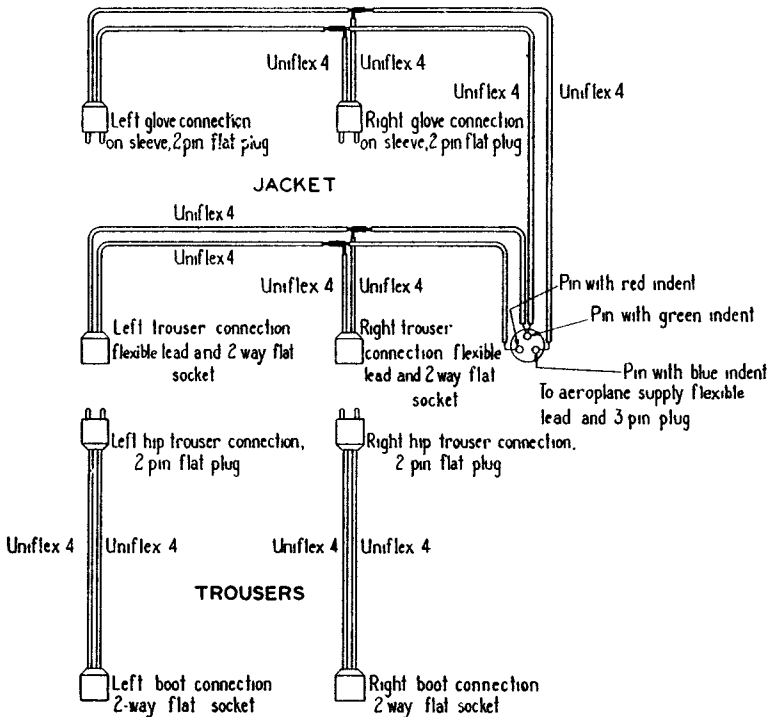 Uniflex 4
Uniflex 4
Uniflex 4
Uniflex 4
Left glove connection
on sleeve, 2 pin flat plug
Right glove connection
on sleeve, 2 pin flat plug
JACKET
Uniflex 4
Uniflex 4
Uniflex 4
Uniflex 4
Pin with red indent
Pin with green indent
Pin with blue indent
To aeroplane supply flexible
lead and 3 pin plug
Left trouser connection
flexible lead and 2 way flat
socket
Right trouser
connection flexible
lead and 2 way flat
socket
Left hip trouser connection,
2 pin flat plug
Right hip trouser connection,
2 pin flat plug
Uniflex 4
Uniflex 4
Uniflex 4
Uniflex 4
TROUSERS
Left boot connection
2-way flat socket
Right boot connection
2 way flat socket